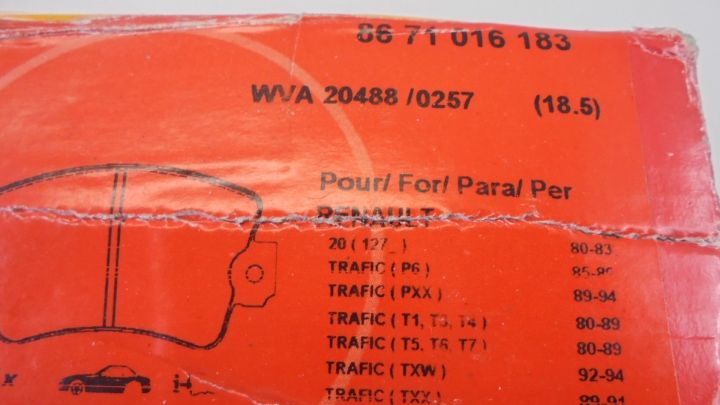 86 71 016 183
WVA 20488 /0257 (18.5)
Pour/ For/ Para/ Per
RENAULT
20 ( 127_ ) 80-83
TRAFIC ( P6 )
TRAFIC ( PXX ) 89-94
TRAFIC ( T1, T3, T4 ) 80-89
TRAFIC ( T5, T6, T7 ) 80-89
TRAFIC ( TXW ) 92-94
TRAFIC ( TXX ) 89-91
x